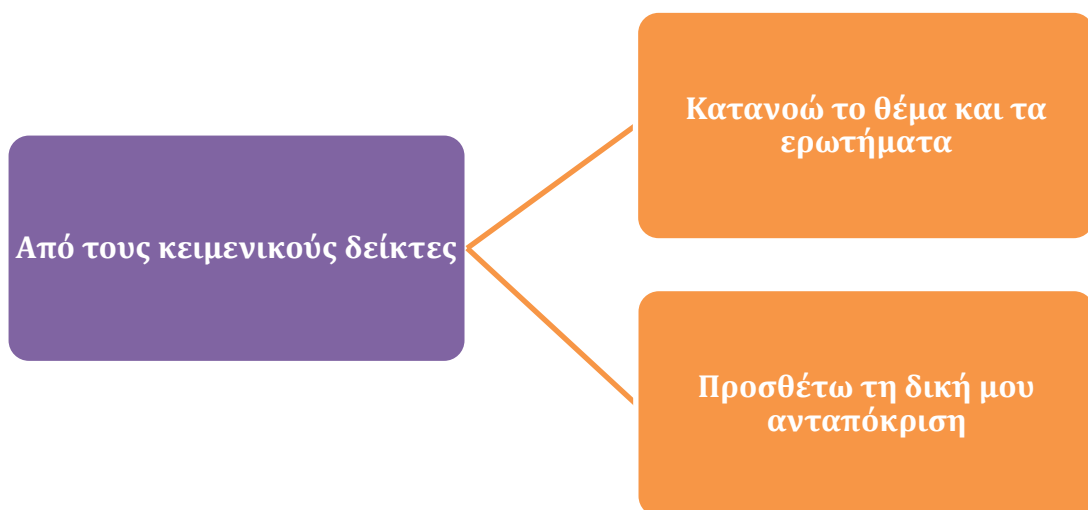 Από τους κειμενικούς δείκτες
Κατανοώ το θέμα και τα
ερωτήματα
Προσθέτω τη δική μου
ανταπόκριση